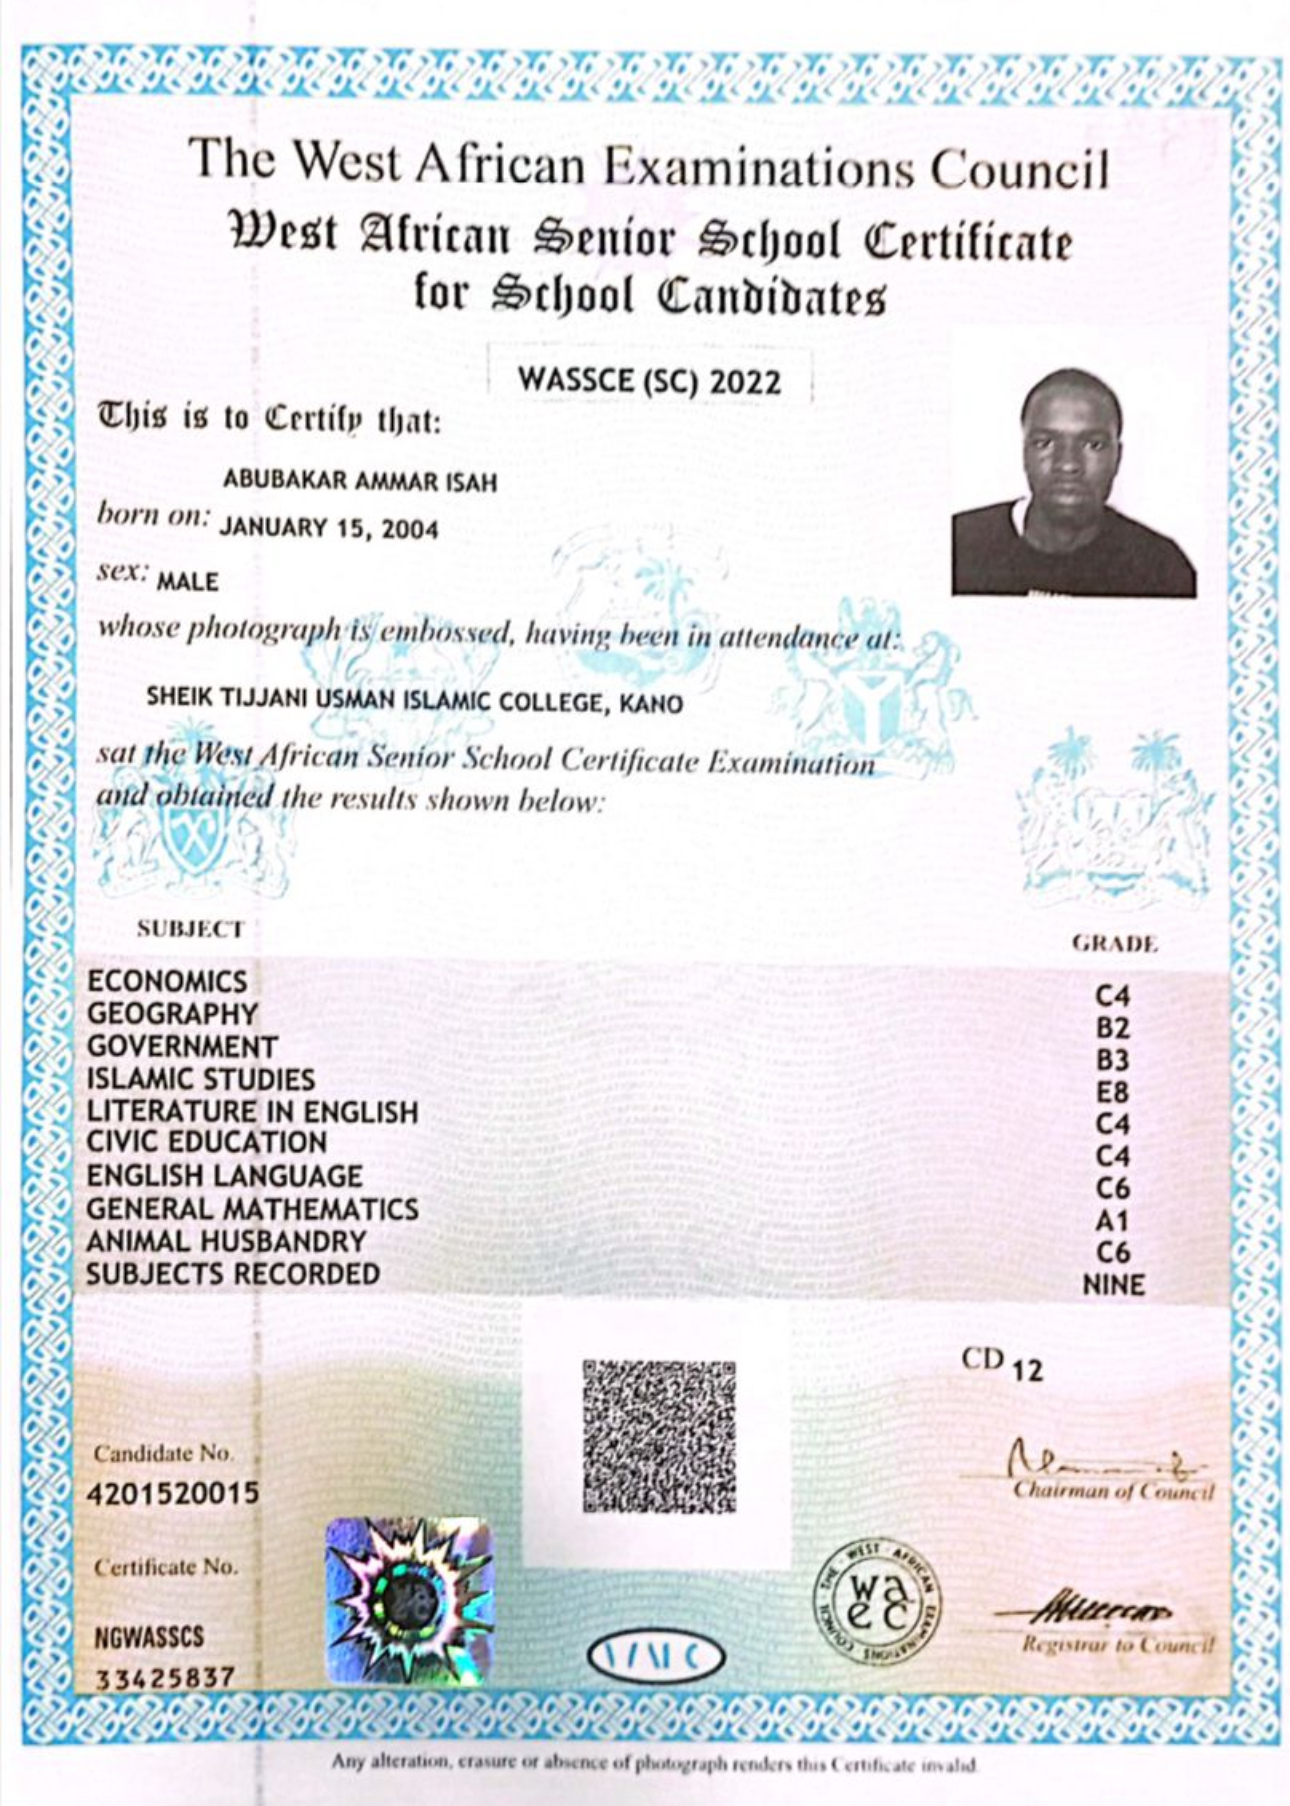 The West African Examinations Council
West African Senior School Certificate
for School Candidates
WASSCE (SC) 2022
This is to Certify that:
ABUBAKAR AMMAR ISAH
born on: JANUARY 15, 2004
sex: MALE
whose photograph is embossed, having been in attendance at:
SHEIK TIJJANI USMAN ISLAMIC COLLEGE, KANO
sat the West African Senior School Certificate Examination
and obtained the results shown below:
SUBJECT GRADE
ECONOMICS C4
GEOGRAPHY B2
GOVERNMENT B3
ISLAMIC STUDIES E8
LITERATURE IN ENGLISH C4
CIVIC EDUCATION C4
ENGLISH LANGUAGE C6
GENERAL MATHEMATICS A1
ANIMAL HUSBANDRY C6
SUBJECTS RECORDED NINE
CD 12
Candidate No.
4201520015
Chairman of Council
Certificate No.
NGWASSCS
33425837
THE WEST AFRICAN EXAMINATIONS COUNCIL
wa
ec
Registrar to Council
Any alteration, erasure or absence of photograph renders this Certificate invalid.